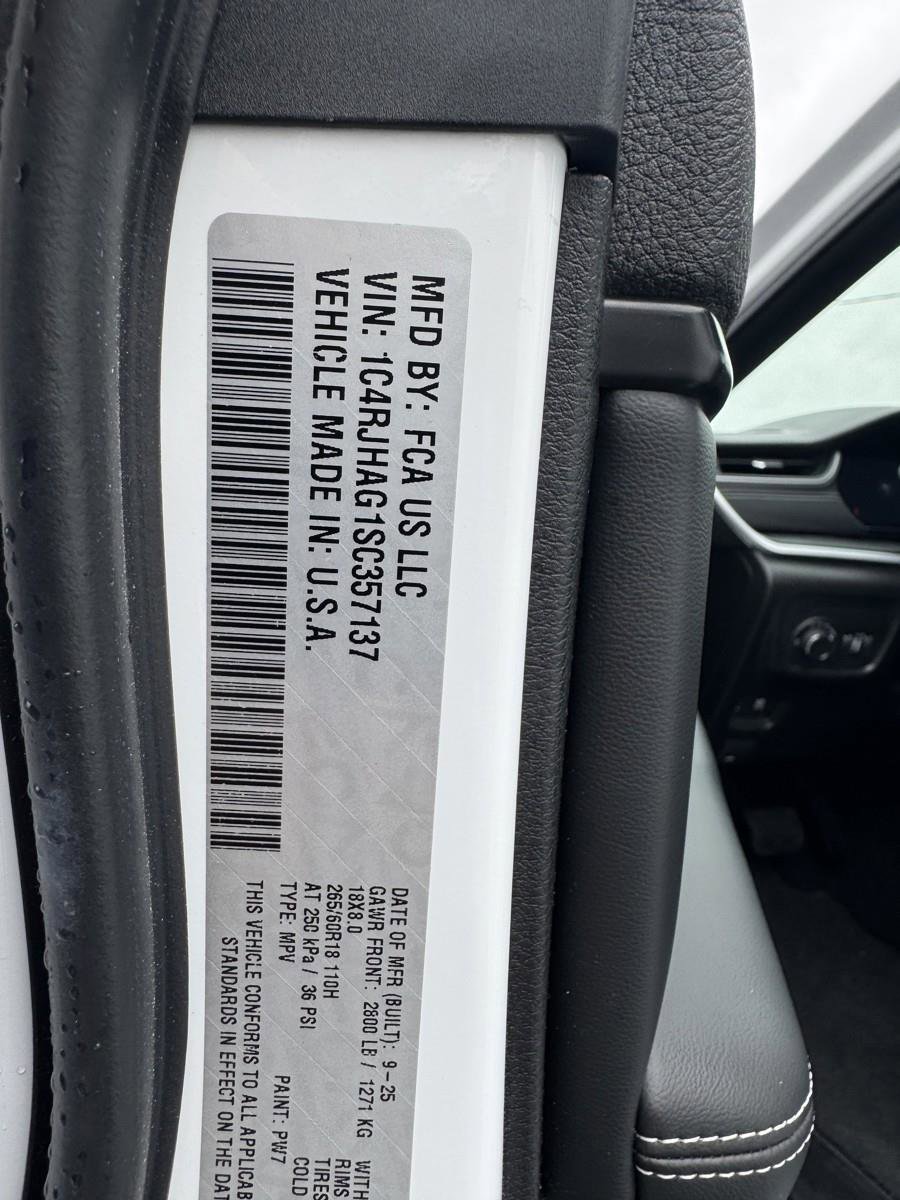 MFD BY: FCA US LLC
VIN: 1C4RJHAG1SC357137
VEHICLE MADE IN: U.S.A.
DATE OF MFR (BUILT): 9-25
GAWR FRONT: 2800 LB / 1271 KG WITH
18X8.0 RIMS
265/60R18 110H TIRES
AT 250 kPa / 36 PSI COLD
TYPE: MPV PAINT: PW7
THIS VEHICLE CONFORMS TO ALL APPLICAB
STANDARDS IN EFFECT ON THE DAT